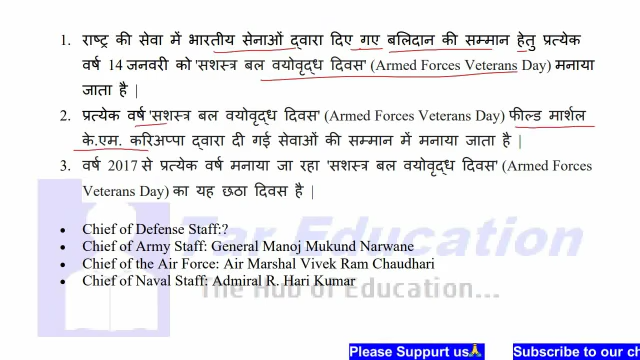 1. राष्ट्र की सेवा में भारतीय सेनाओं द्वारा दिए गए बलिदान की सम्मान हेतु प्रत्येक
वर्ष 14 जनवरी को 'सशस्त्र बल वयोवृद्ध दिवस' (Armed Forces Veterans Day) मनाया
जाता है |
2. प्रत्येक वर्ष 'सशस्त्र बल वयोवृद्ध दिवस' (Armed Forces Veterans Day) फील्ड मार्शल
के.एम. करिअप्पा द्वारा दी गई सेवाओं की सम्मान में मनाया जाता है |
3. वर्ष 2017 से प्रत्येक वर्ष मनाया जा रहा 'सशस्त्र बल वयोवृद्ध दिवस' (Armed Forces
Veterans Day) का यह छठा दिवस है |
Tar Education
• Chief of Defense Staff:?
• Chief of Army Staff: General Manoj Mukund Narwane
• Chief of the Air Force: Air Marshal Vivek Ram Chaudhari
• Chief of Naval Staff: Admiral R. Hari Kumar
The Hub of Education...
Please Suppurt us🙏 Subscribe to our ch